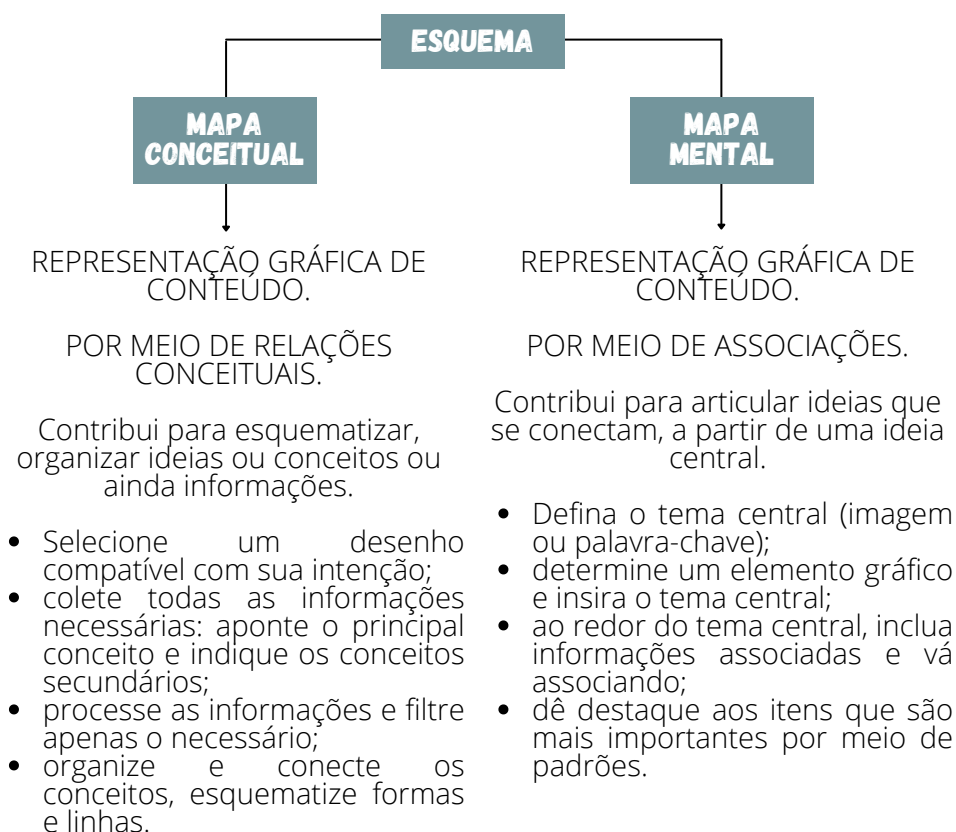 ESQUEMA
MAPA
CONCEITUAL
REPRESENTAÇÃO GRÁFICA DE
CONTEÚDO.
POR MEIO DE RELAÇÕES
CONCEITUAIS.
Contribui para esquematizar,
organizar ideias ou conceitos ou
ainda informações.
• Selecione um desenho
compatível com sua intenção;
• colete todas as informações
necessárias: aponte o principal
conceito e indique os conceitos
secundários;
• processe as informações e filtre
apenas o necessário;
• organize e conecte os
conceitos, esquematize formas
e linhas.
MAPA
MENTAL
REPRESENTAÇÃO GRÁFICA DE
CONTEÚDO.
POR MEIO DE ASSOCIAÇÕES.
Contribui para articular ideias que
se conectam, a partir de uma ideia
central.
• Defina o tema central (imagem
ou palavra-chave);
• determine um elemento gráfico
e insira o tema central;
• ao redor do tema central, inclua
informações associadas e vá
associando;
• dê destaque aos itens que são
mais importantes por meio de
padrões.